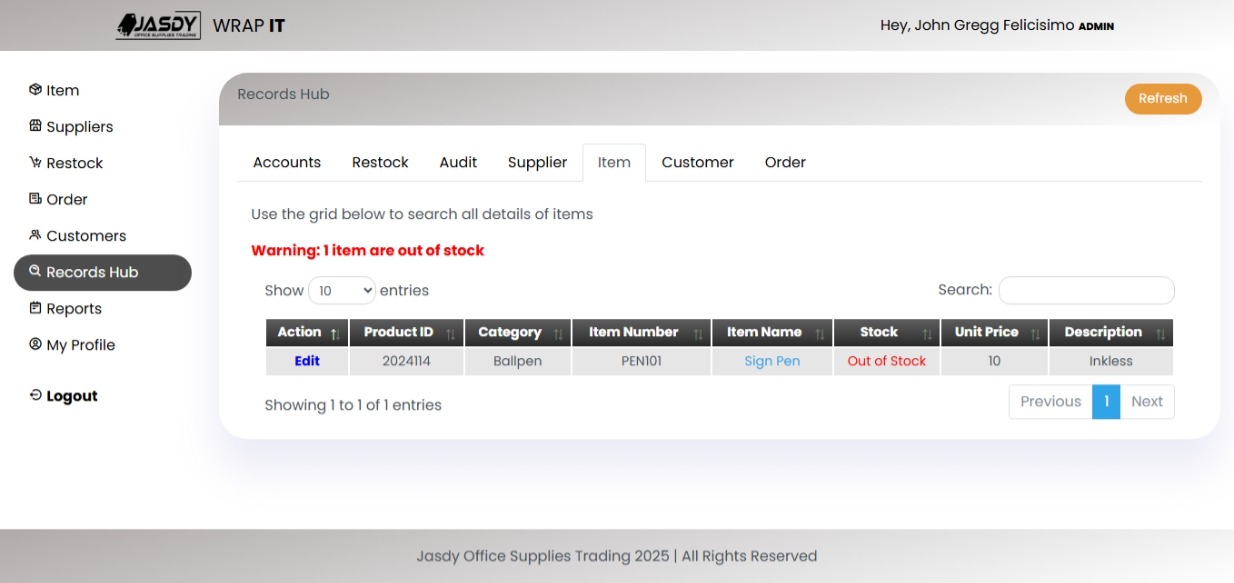 JASDY
OFFICE SUPPLIES TRADING
WRAP IT
Hey, John Gregg Felicisimo ADMIN
Item
Suppliers
Restock
Order
Customers
Records Hub
Reports
My Profile
Logout
Records Hub
Refresh
Accounts Restock Audit Supplier Item Customer Order
Use the grid below to search all details of items
Warning: 1 item are out of stock
Show 10 entries
Search:
Action Product ID Category Item Number Item Name Stock Unit Price Description
Edit 2024114 Ballpen PEN101 Sign Pen Out of Stock 10 Inkless
Showing 1 to 1 of 1 entries
Previous 1 Next
Jasdy Office Supplies Trading 2025 | All Rights Reserved